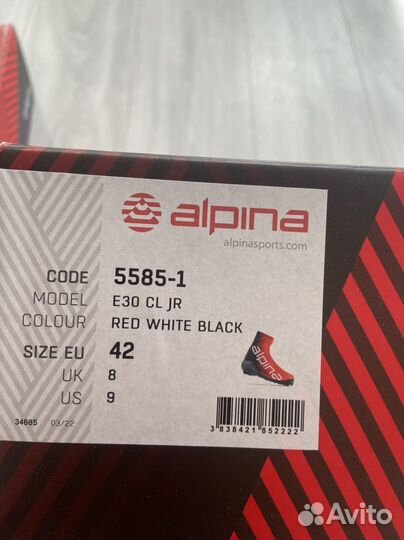 alpina
alpinasports.com
CODE 5585-1
MODEL E30 CL JR
COLOUR RED WHITE BLACK
SIZE EU 42
UK 8
US 9
alpina
34685 03/22
3 838421 852222
Avito